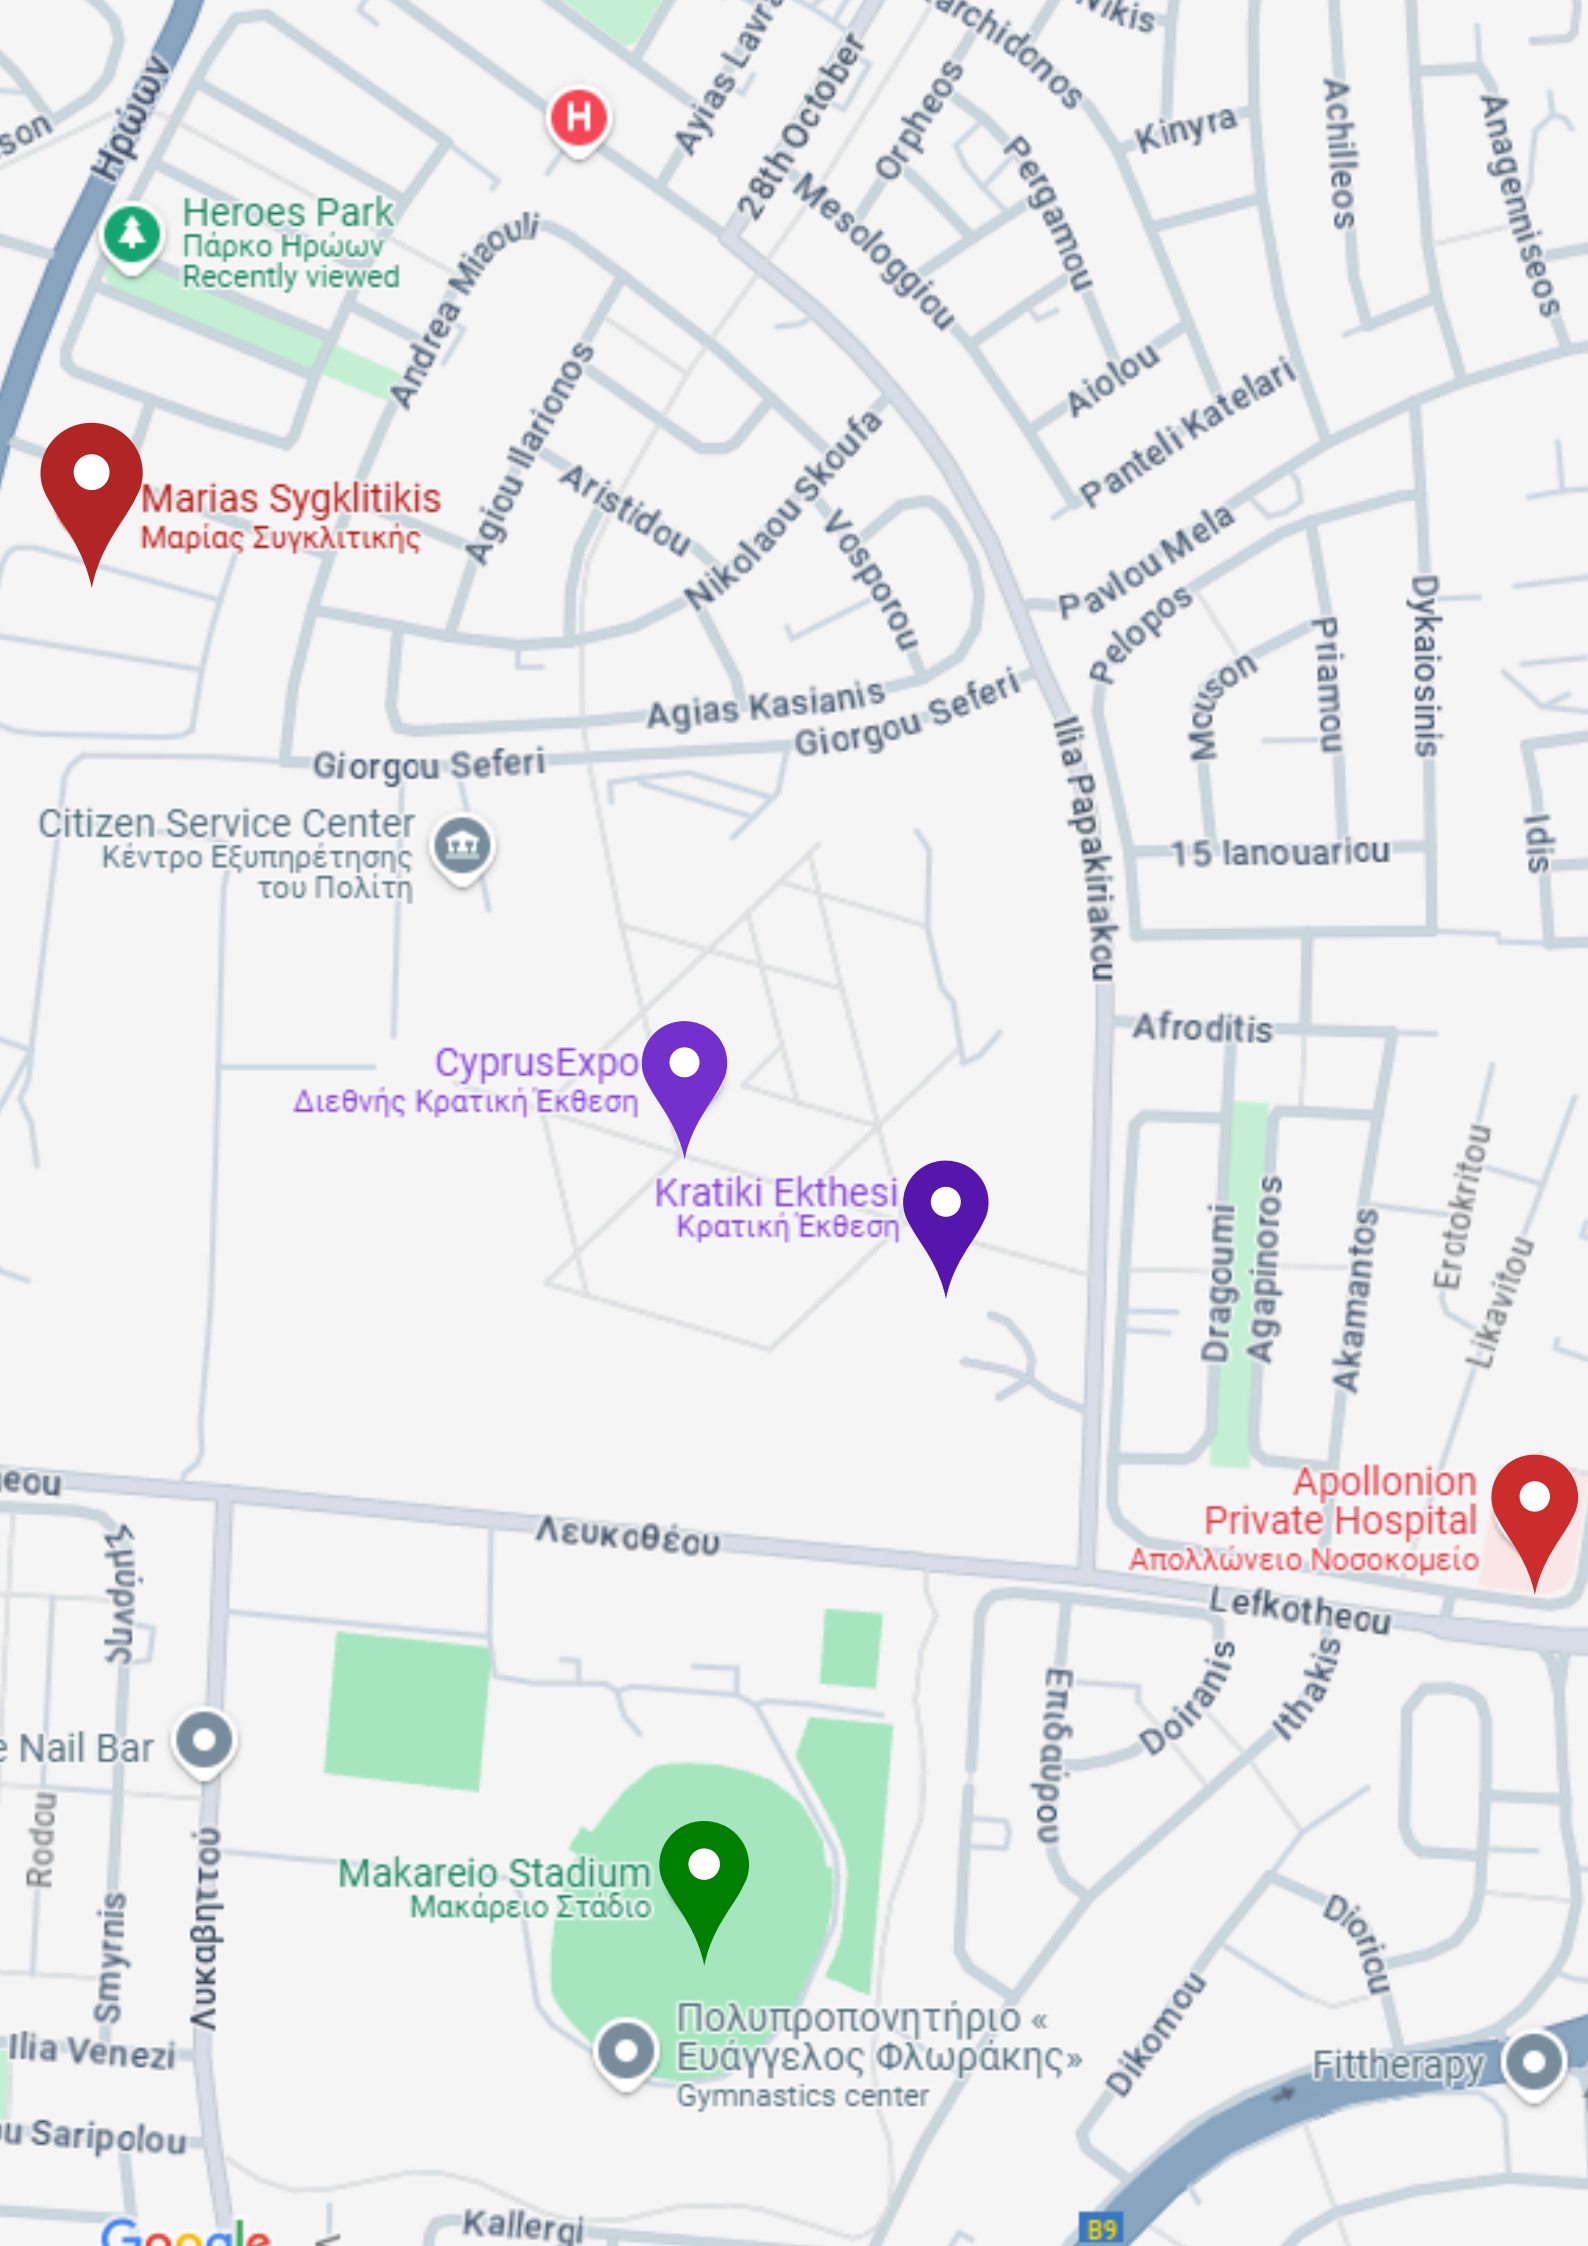 Nikis
archidonos
Ayias Lavra
28th October
Orpheos
Kinyra
Achilleos
Anagenniseos
Ηρώων
son
H
Mesologgiou
Pergamou
Heroes Park
Πάρκο Ηρώων
Recently viewed
Andrea Miaouli
Agiou Ilarionos
Aiolou
Panteli Katelari
Marias Sygklitikis
Μαρίας Συγκλιτικής
Aristidou
Nikolaou Skoufa
Vosporou
Pavlou Mela
Pelopos
Mouson
Priamou
Dykaiosinis
Agias Kasianis
Giorgou Seferi
Giorgou Seferi
Ilia Papakiriakou
Citizen Service Center
Κέντρο Εξυπηρέτησης
του Πολίτη
15 Ianouariou
Idis
Afroditis
CyprusExpo
Διεθνής Κρατική Έκθεση
Kratiki Ekthesi
Κρατική Έκθεση
Dragoumi
Agapinoros
Akamantos
Erotokritou
Likavitou
Apollonion
Private Hospital
Απολλώνειο Νοσοκομείο
eou
Λευκοθέου
Lefkotheou
Σμύρνης
Επιδαύρου
Doiranis
Ithakis
e Nail Bar
Rodou
Smyrnis
Λυκαβηττού
Makareio Stadium
Μακάρειο Στάδιο
Dioriou
Dikomou
Πολυπροπονητήριο «
Ευάγγελος Φλωράκης»
Gymnastics center
Ilia Venezi
Fittherapy
ou Saripolou
Kallergi
B9
Google